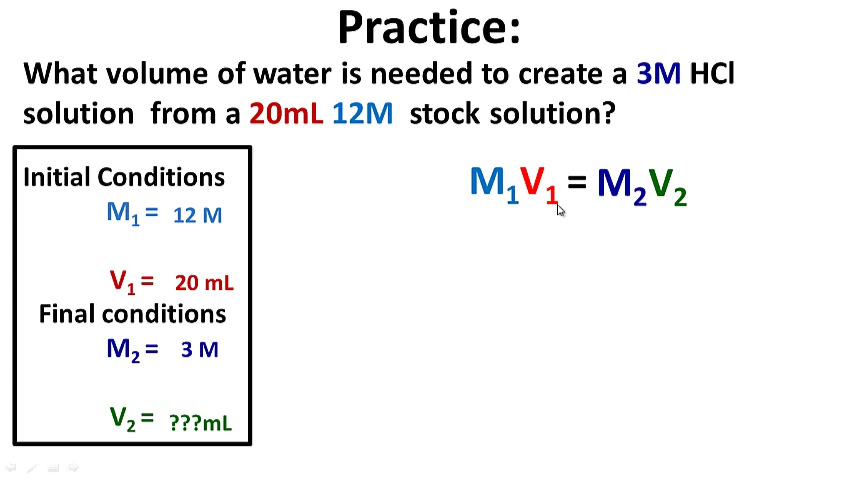 Practice:
What volume of water is needed to create a 3M HCl
solution from a 20mL 12M stock solution?
Initial Conditions
M₁ = 12 M
V₁ = 20 mL
Final conditions
M₂ = 3 M
V₂ = ???mL
M₁V₁ = M₂V₂